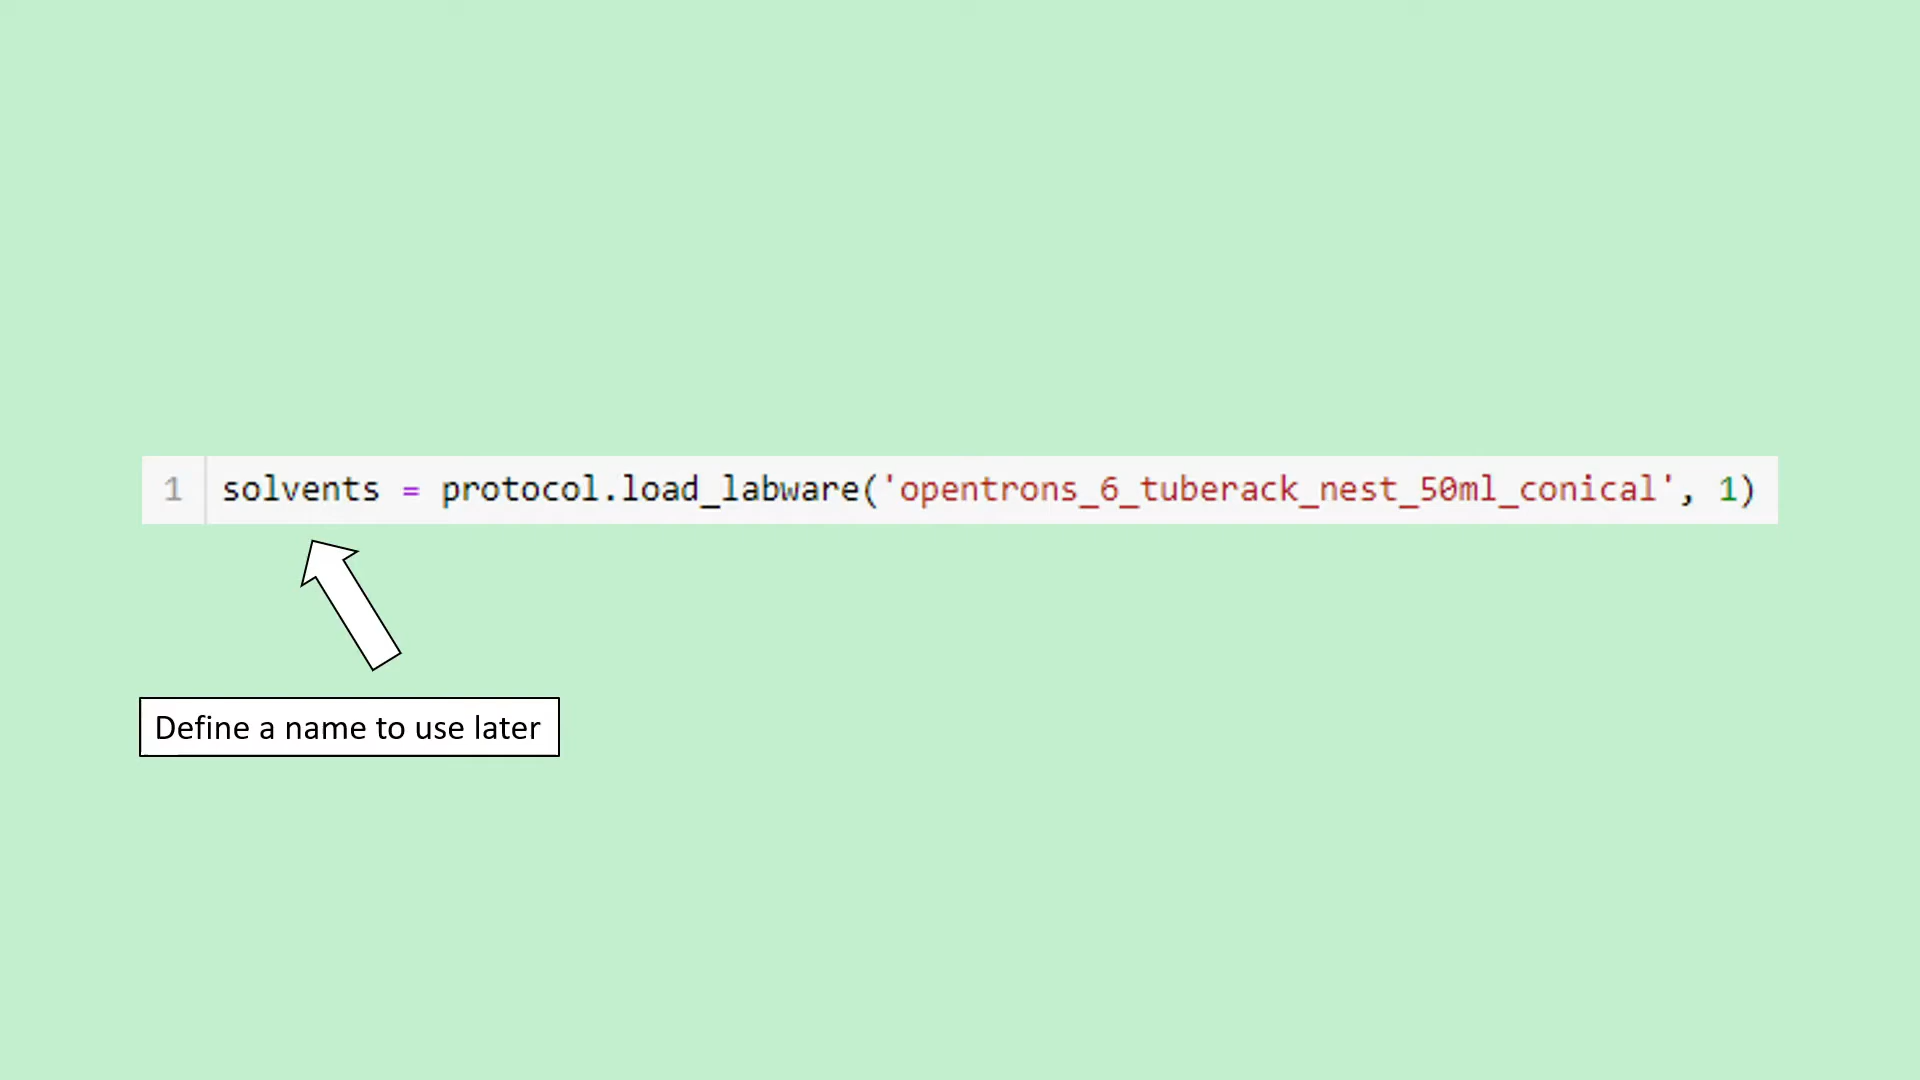 1 solvents = protocol.load_labware('opentrons_6_tuberack_nest_50ml_conical', 1)
Define a name to use later